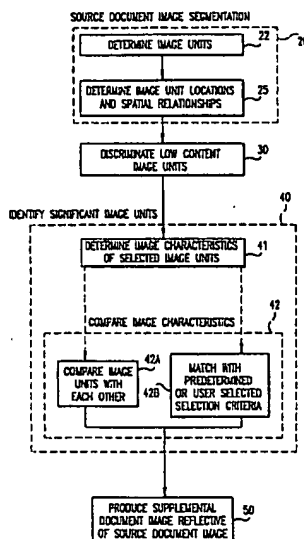 SOURCE DOCUMENT IMAGE SEGMENTATION
22
DETERMINE IMAGE UNITS
25
DETERMINE IMAGE UNIT LOCATIONS
AND SPATIAL RELATIONSHIPS
30
DISCRIMINATE LOW CONTENT
IMAGE UNITS
40
IDENTIFY SIGNIFICANT IMAGE UNITS
41
DETERMINE IMAGE CHARACTERISTICS
OF SELECTED IMAGE UNITS
42
COMPARE IMAGE CHARACTERISTICS
42A
COMPARE IMAGE
UNITS WITH
EACH OTHER
42B
MATCH WITH
PREDETERMINED
OR USER SELECTED
SELECTION CRITERIA
50
PRODUCE SUPPLEMENTAL
DOCUMENT IMAGE REFLECTIVE
OF SOURCE DOCUMENT IMAGE